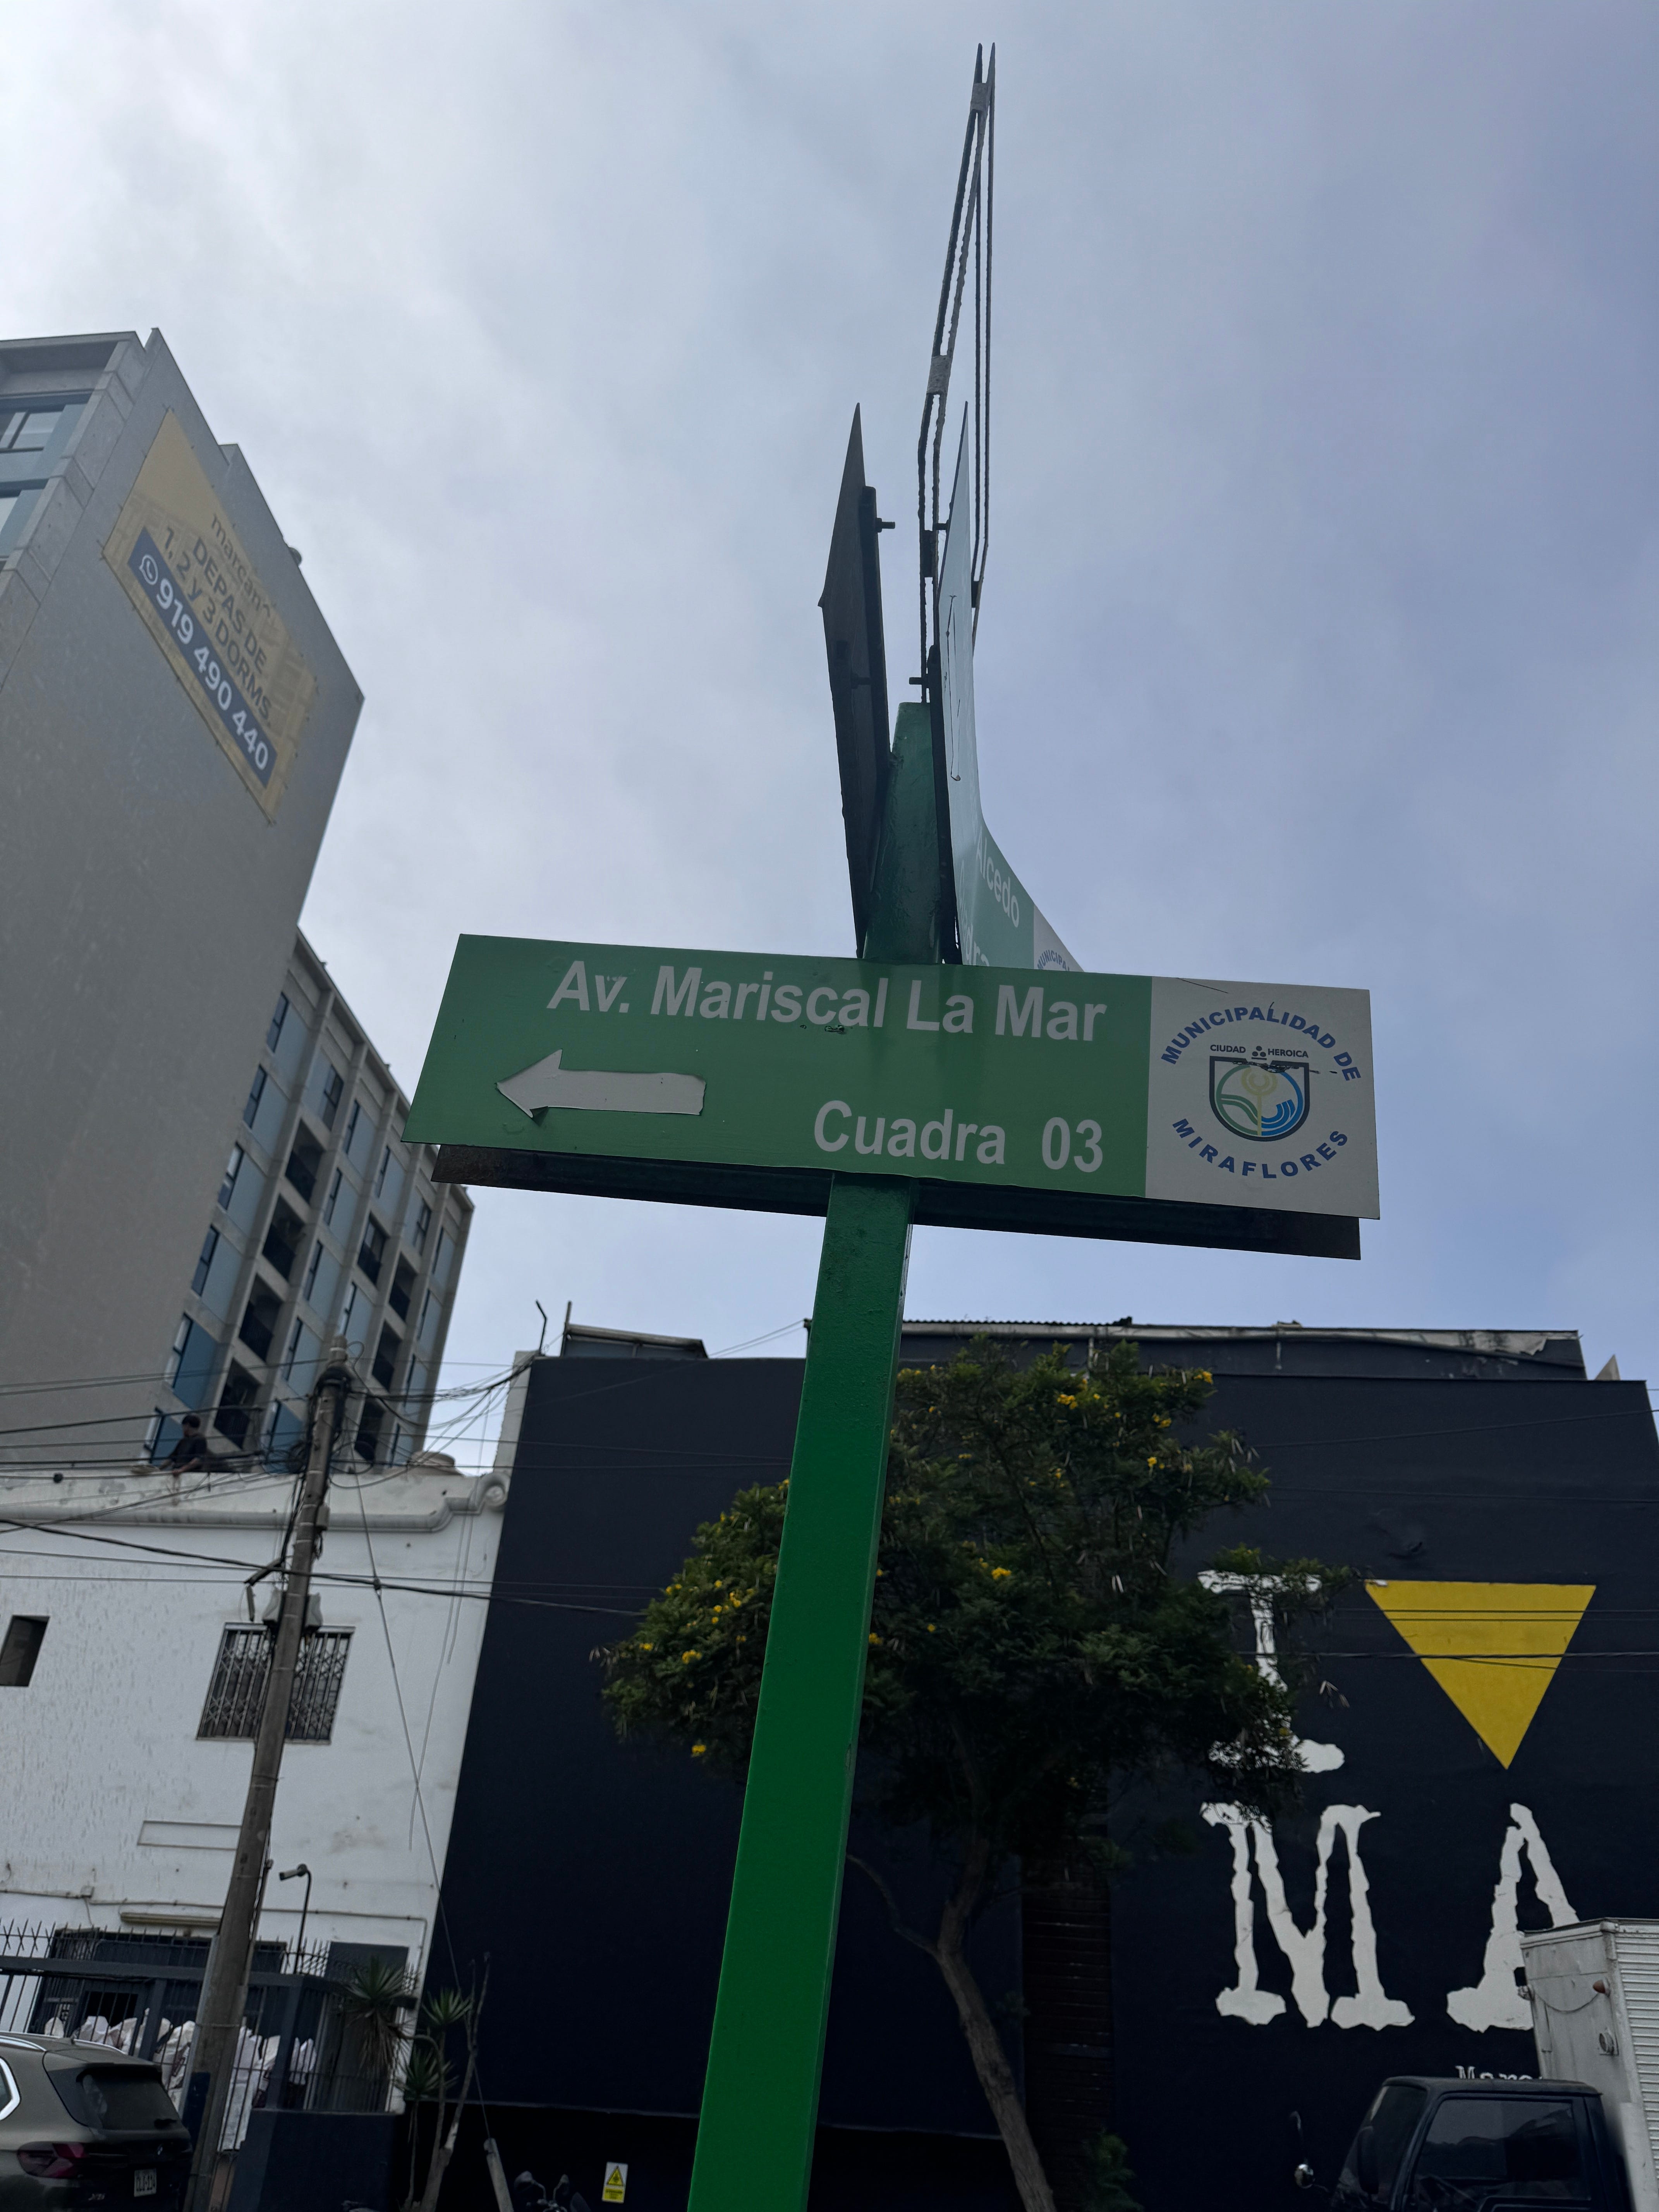 DEPAS DE
1, 2 y 3 DORMS.
919 490 440
Alcedo
Av. Mariscal La Mar
Cuadra 03
MUNICIPALIDAD DE
CIUDAD HEROICA
MIRAFLORES
I
MA